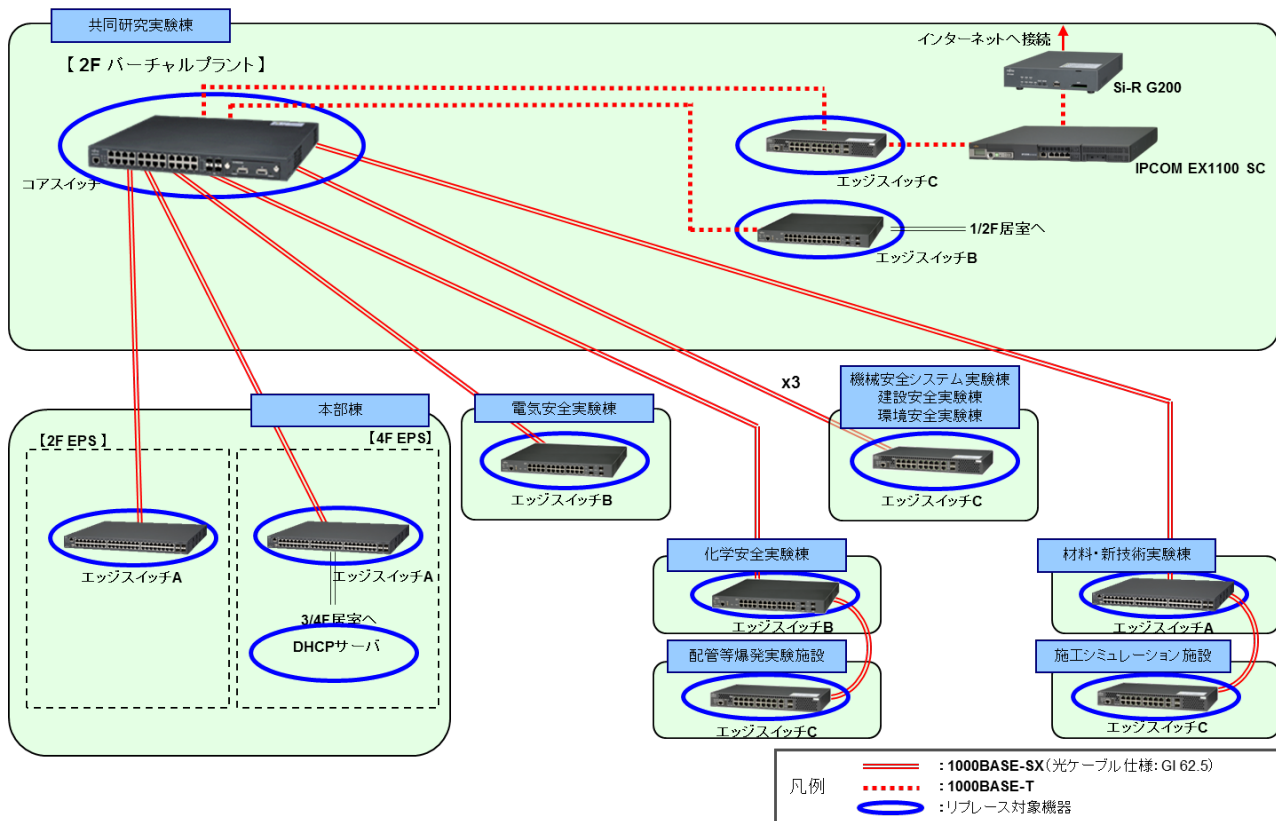 共同研究実験棟
【 2F バーチャルプラント】
インターネットへ接続
Si-R G200
コアスイッチ
エッジスイッチC
IPCOM EX1100 SC
1/2F居室へ
エッジスイッチB
x3
機械安全システム実験棟
建設安全実験棟
環境安全実験棟
エッジスイッチC
本部棟
【2F EPS】
【4F EPS】
エッジスイッチA
エッジスイッチA
3/4F居室へ
DHCPサーバ
電気安全実験棟
エッジスイッチB
化学安全実験棟
エッジスイッチB
配管等爆発実験施設
エッジスイッチC
材料・新技術実験棟
エッジスイッチA
施工シミュレーション施設
エッジスイッチC
凡例
：1000BASE-SX(光ケーブル仕様：GI 62.5)
：1000BASE-T
：リプレース対象機器